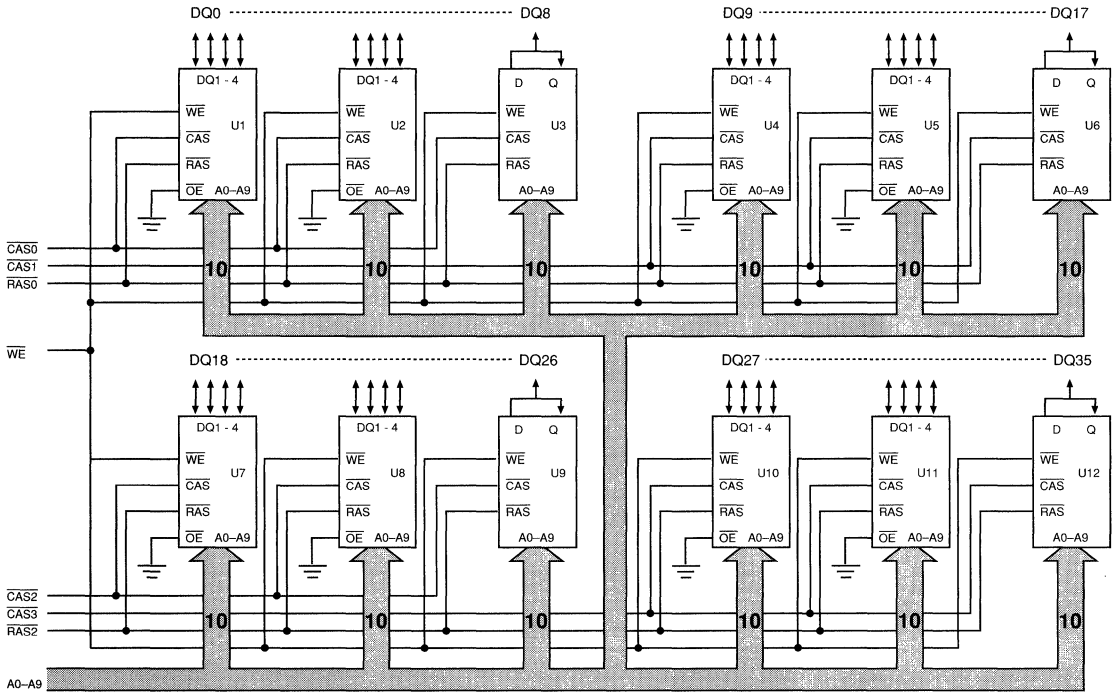 DQ0 DQ8 DQ9 DQ17
DQ1 - 4 DQ1 - 4 D Q DQ1 - 4 DQ1 - 4 D Q
WE WE WE WE WE WE
U1 U2 U3 U4 U5 U6
CAS CAS CAS CAS CAS CAS
RAS RAS RAS RAS RAS RAS
OE A0–A9 OE A0–A9 A0–A9 OE A0–A9 OE A0–A9 A0–A9
CAS0
CAS1
10 10 10 10 10 10
RAS0
WE
DQ18 DQ26 DQ27 DQ35
DQ1 - 4 DQ1 - 4 D Q DQ1 - 4 DQ1 - 4 D Q
WE WE WE WE WE WE
U7 U8 U9 U10 U11 U12
CAS CAS CAS CAS CAS CAS
RAS RAS RAS RAS RAS RAS
OE A0–A9 OE A0–A9 A0–A9 OE A0–A9 OE A0–A9 A0–A9
CAS2
CAS3
10 10 10 10 10 10
RAS2
A0–A9